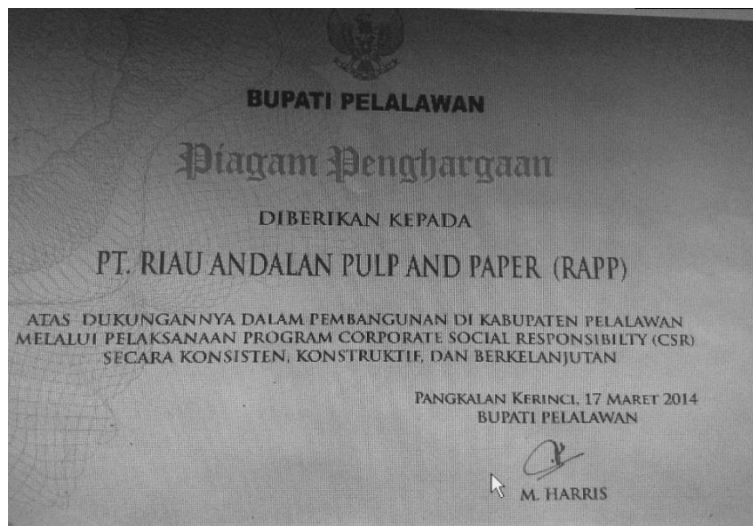 BUPATI PELALAWAN
Piagam Penghargaan
DIBERIKAN KEPADA
PT. RIAU ANDALAN PULP AND PAPER (RAPP)
ATAS DUKUNGANNYA DALAM PEMBANGUNAN DI KABUPATEN PELALAWAN
MELALUI PELAKSANAAN PROGRAM CORPORATE SOCIAL RESPONSIBILTY (CSR)
SECARA KONSISTEN, KONSTRUKTIF, DAN BERKELANJUTAN
PANGKALAN KERINCI, 17 MARET 2014
BUPATI PELALAWAN
M. HARRIS